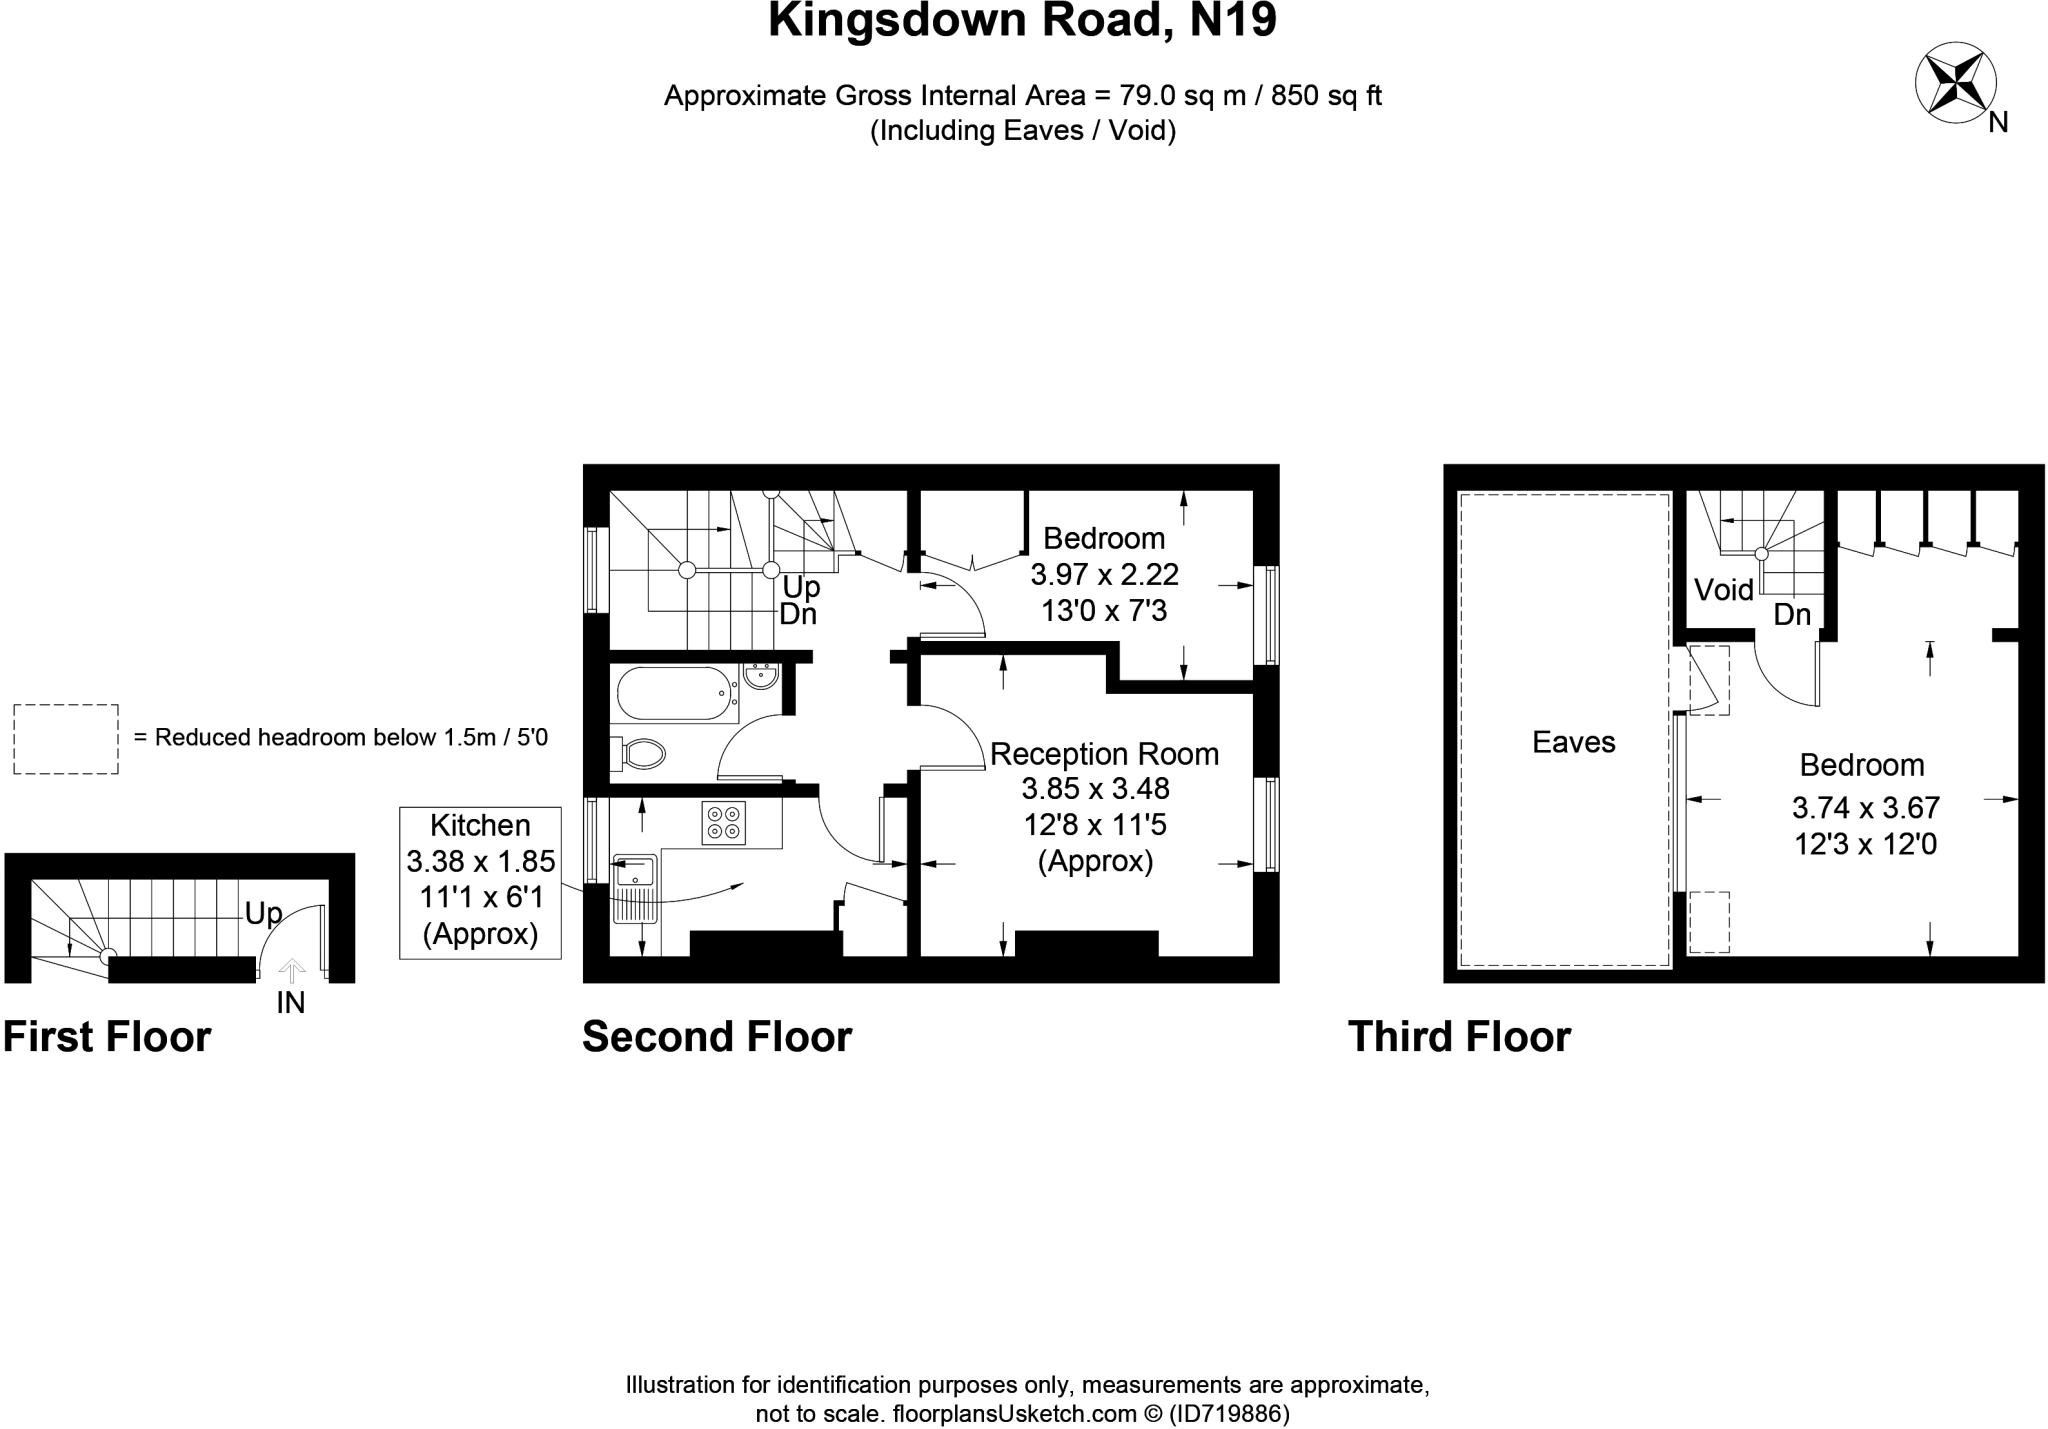 Kingsdown Road, N19
Approximate Gross Internal Area = 79.0 sq m / 850 sq ft
(Including Eaves / Void)
N
= Reduced headroom below 1.5m / 5'0
Up
IN
First Floor
Kitchen
3.38 x 1.85
11'1 x 6'1
(Approx)
Up
Dn
Bedroom
3.97 x 2.22
13'0 x 7'3
Reception Room
3.85 x 3.48
12'8 x 11'5
(Approx)
Second Floor
Eaves
Void
Dn
Bedroom
3.74 x 3.67
12'3 x 12'0
Third Floor
Illustration for identification purposes only, measurements are approximate,
not to scale. floorplansUsketch.com © (ID719886)